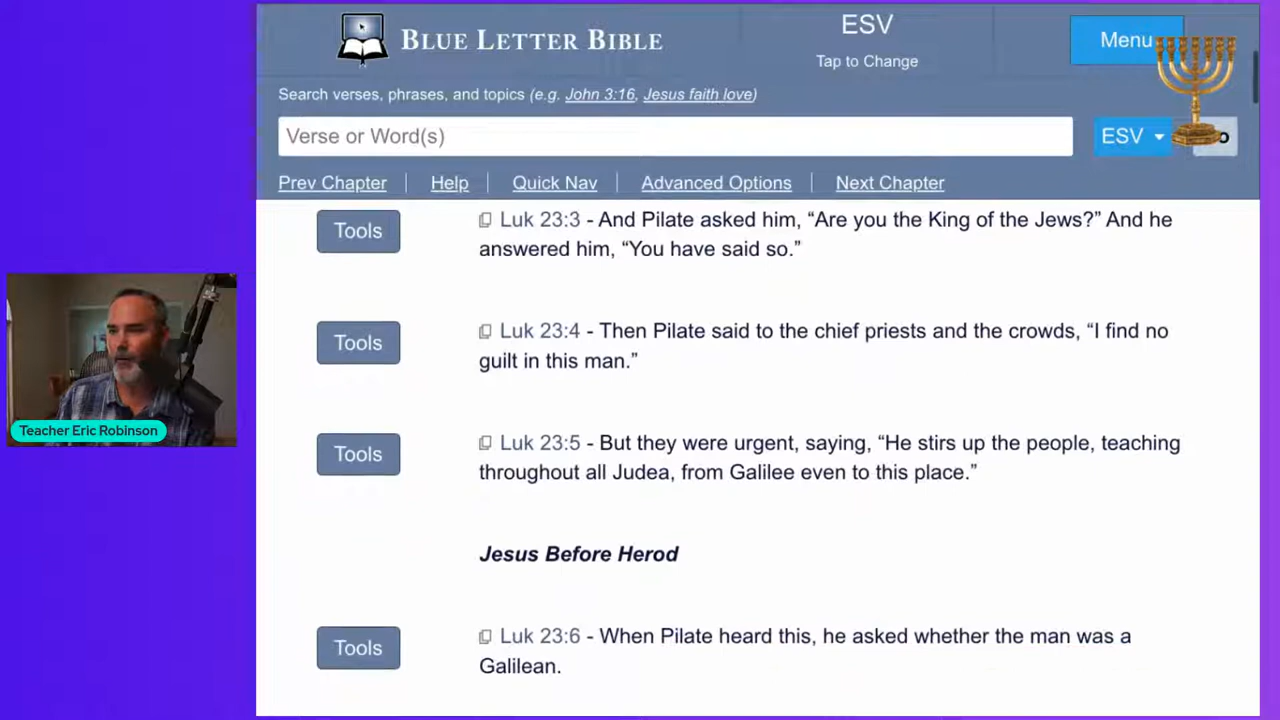 BLUE LETTER BIBLE
ESV
Tap to Change
Menu
Search verses, phrases, and topics (e.g. John 3:16, Jesus faith love)
Verse or Word(s)
ESV
Prev Chapter | Help | Quick Nav | Advanced Options | Next Chapter
Tools
Luk 23:3 - And Pilate asked him, “Are you the King of the Jews?” And he
answered him, “You have said so.”
Tools
Luk 23:4 - Then Pilate said to the chief priests and the crowds, “I find no
guilt in this man.”
Tools
Luk 23:5 - But they were urgent, saying, “He stirs up the people, teaching
throughout all Judea, from Galilee even to this place.”
Jesus Before Herod
Tools
Luk 23:6 - When Pilate heard this, he asked whether the man was a
Galilean.
Teacher Eric Robinson